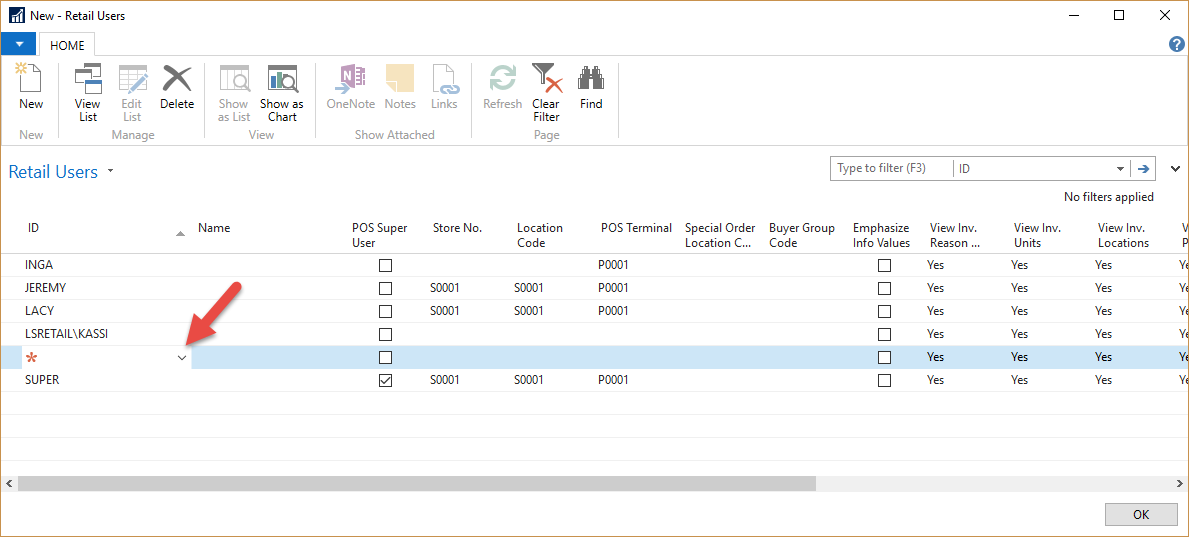 New - Retail Users
HOME
New
View List
Edit List
Delete
Show as List
Show as Chart
OneNote
Notes
Links
Refresh
Clear Filter
Find
New
Manage
View
Show Attached
Page
Retail Users
Type to filter (F3) ID
No filters applied
ID Name POS Super User Store No. Location Code POS Terminal Special Order Location C... Buyer Group Code Emphasize Info Values View Inv. Reason ... View Inv. Units View Inv. Locations V P
INGA P0001 Yes Yes Yes Y
JEREMY S0001 S0001 P0001 Yes Yes Yes Y
LACY S0001 S0001 P0001 Yes Yes Yes Y
LSRETAIL\KASSI Yes Yes Yes Y
* Yes Yes Yes Y
SUPER S0001 S0001 P0001 Yes Yes Yes Y
OK